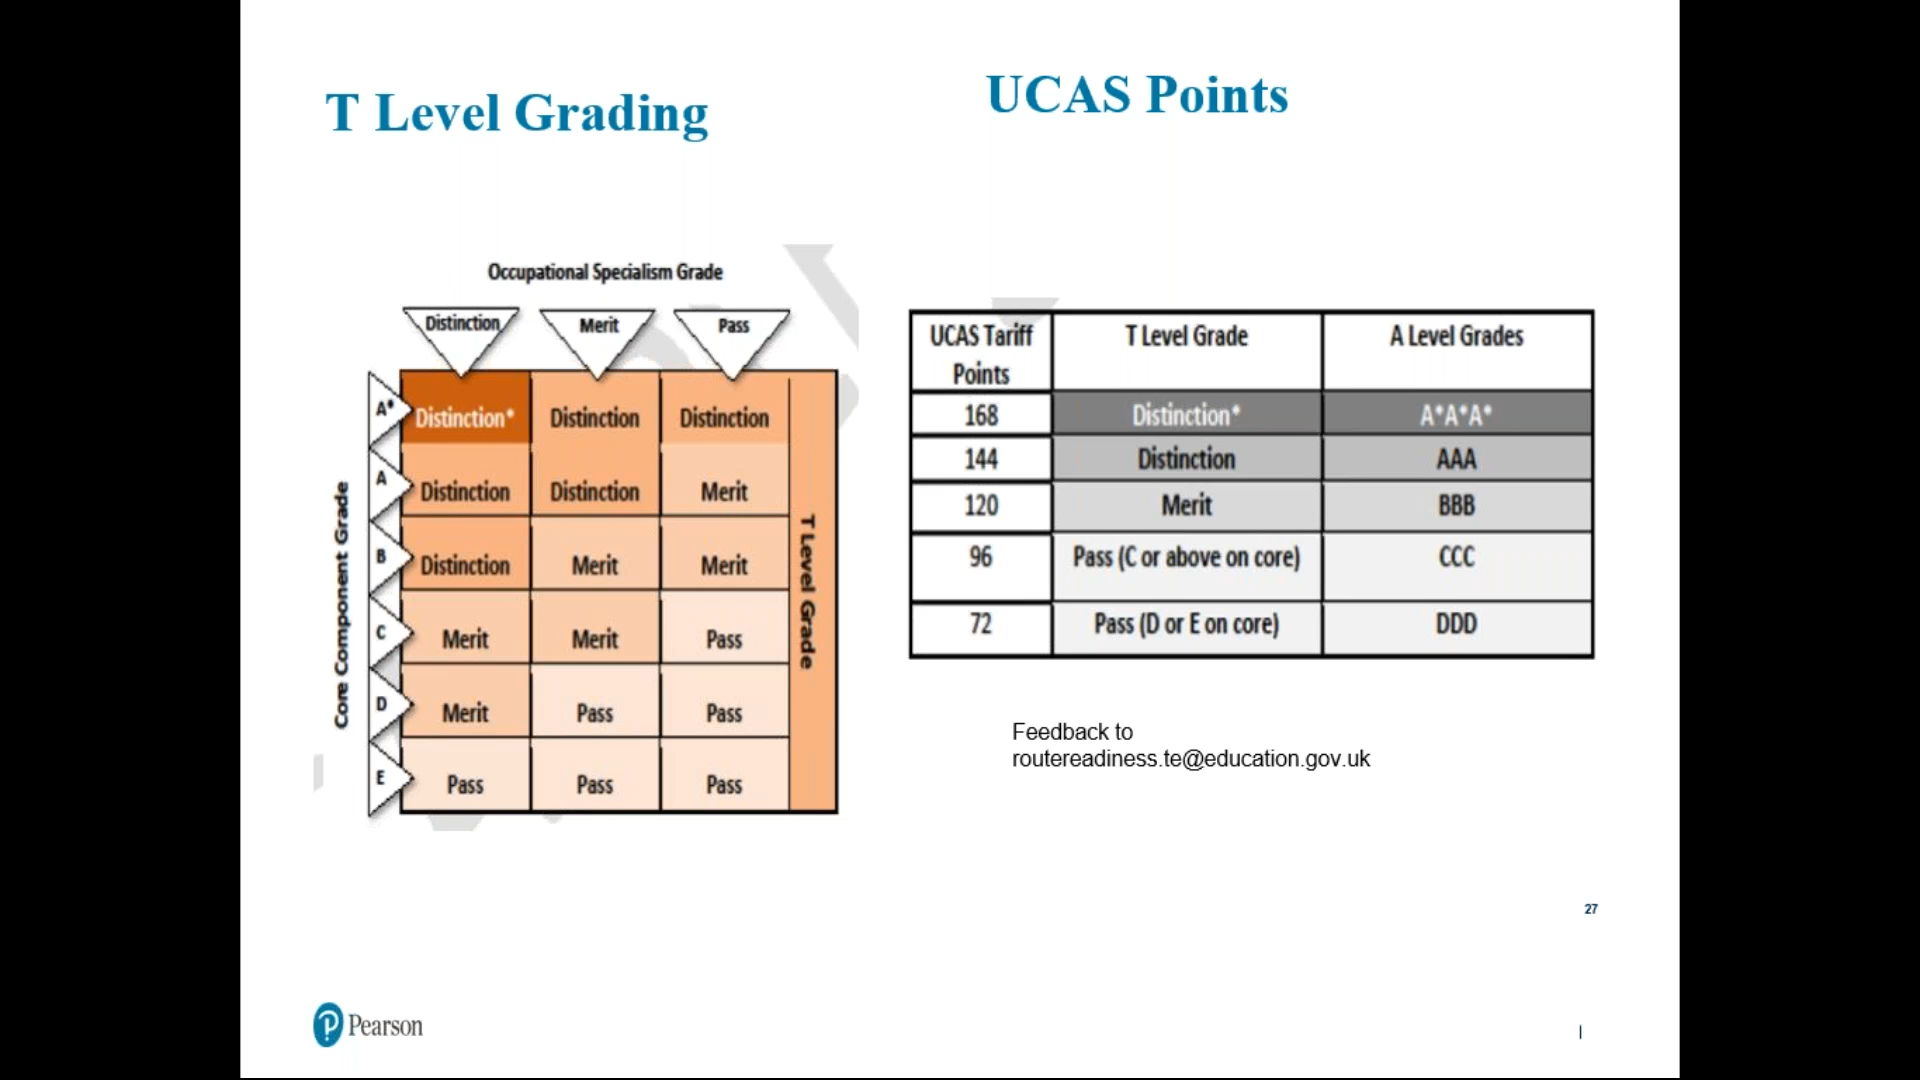 T Level Grading
UCAS Points
Occupational Specialism Grade
Distinction Merit Pass
Core Component Grade
A* Distinction* Distinction Distinction
A Distinction Distinction Merit
B Distinction Merit Merit
C Merit Merit Pass
D Merit Pass Pass
E Pass Pass Pass
T Level Grade
UCAS Tariff
Points
T Level Grade
A Level Grades
168 Distinction* A*A*A*
144 Distinction AAA
120 Merit BBB
96 Pass (C or above on core) CCC
72 Pass (D or E on core) DDD
Feedback to
routereadiness.te@education.gov.uk
27
Pearson